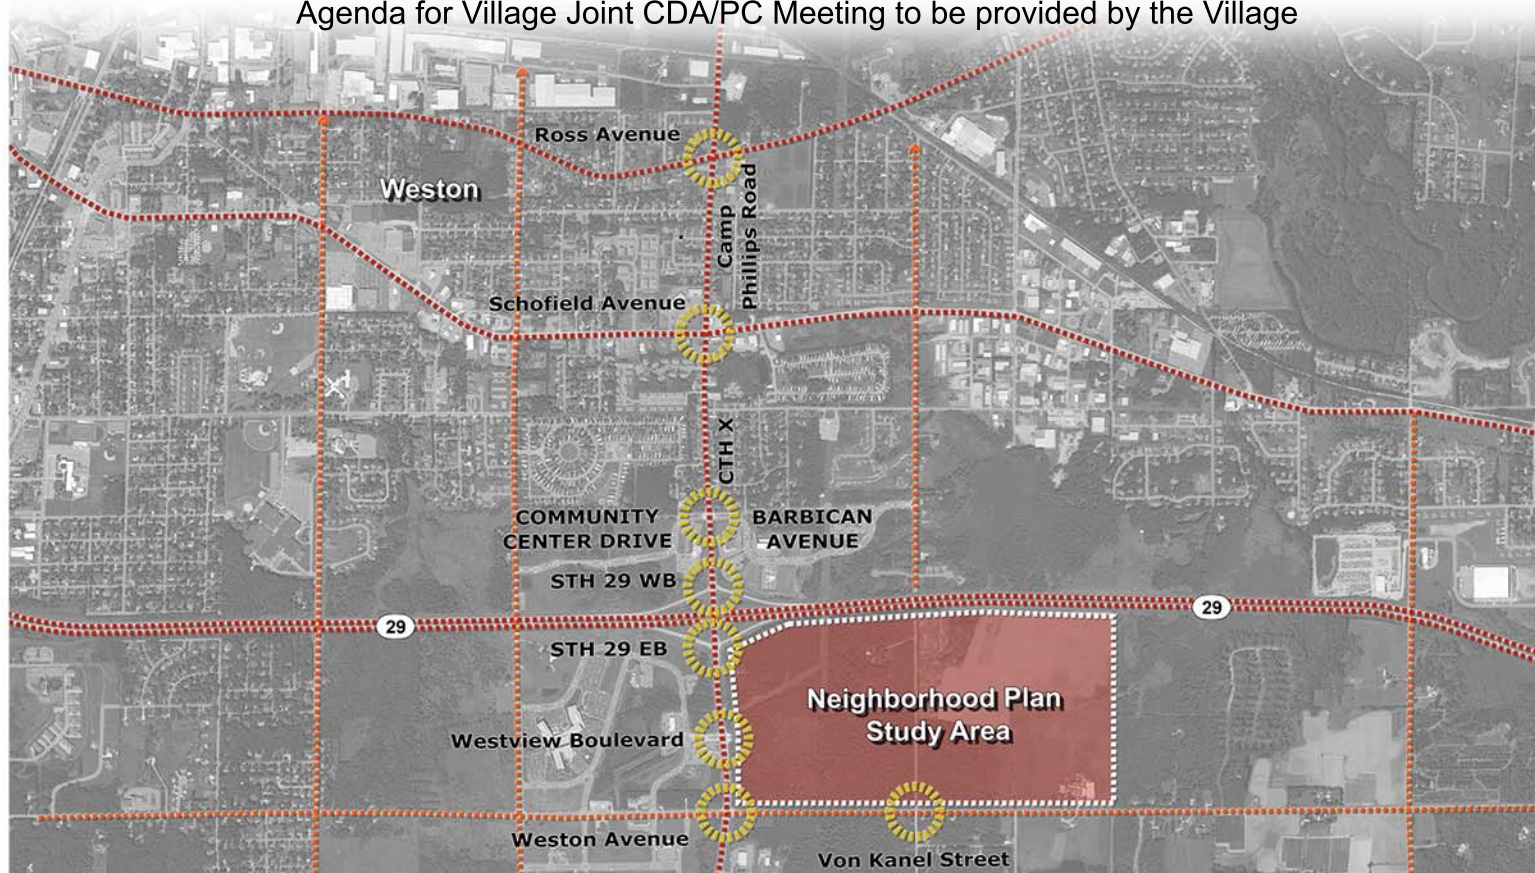 Agenda for Village Joint CDA/PC Meeting to be provided by the Village
Ross Avenue
Weston
Camp
Phillips Road
Schofield Avenue
CTH X
COMMUNITY
CENTER DRIVE
BARBICAN
AVENUE
STH 29 WB
29
29
STH 29 EB
Neighborhood Plan
Study Area
Westview Boulevard
Weston Avenue
Von Kanel Street